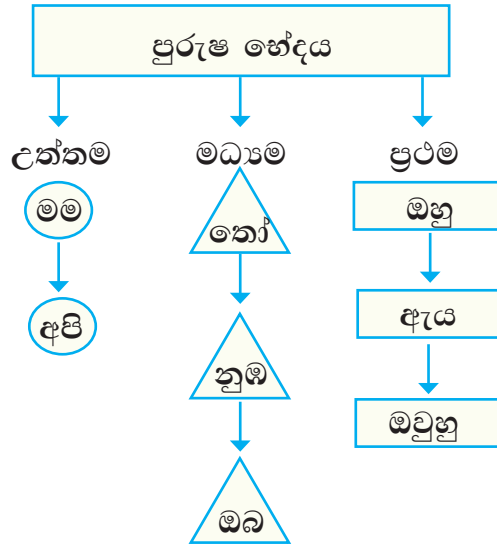 පුරුෂ භේදය
උත්තම
මධ්‍යම
ප්‍රථම
මම
තෝ
ඔහු
අපි
නුඹ
ඇය
ඔබ
ඔවුහු